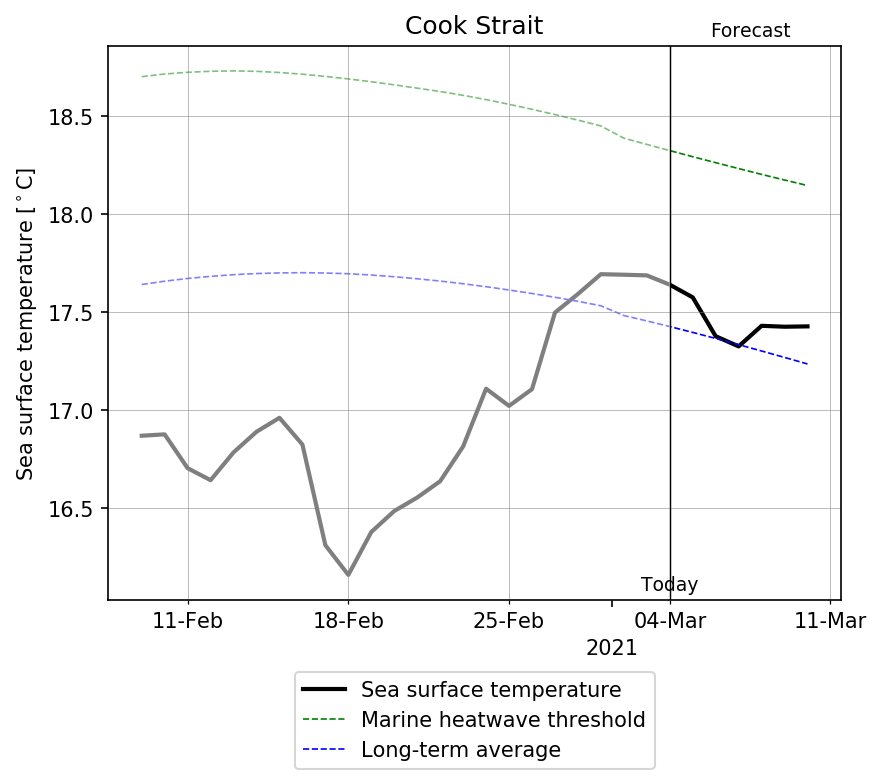 Cook Strait
Forecast
Sea surface temperature [°C]
18.5
18.0
17.5
17.0
16.5
Today
11-Feb
18-Feb
25-Feb
04-Mar
11-Mar
2021
Sea surface temperature
Marine heatwave threshold
Long-term average